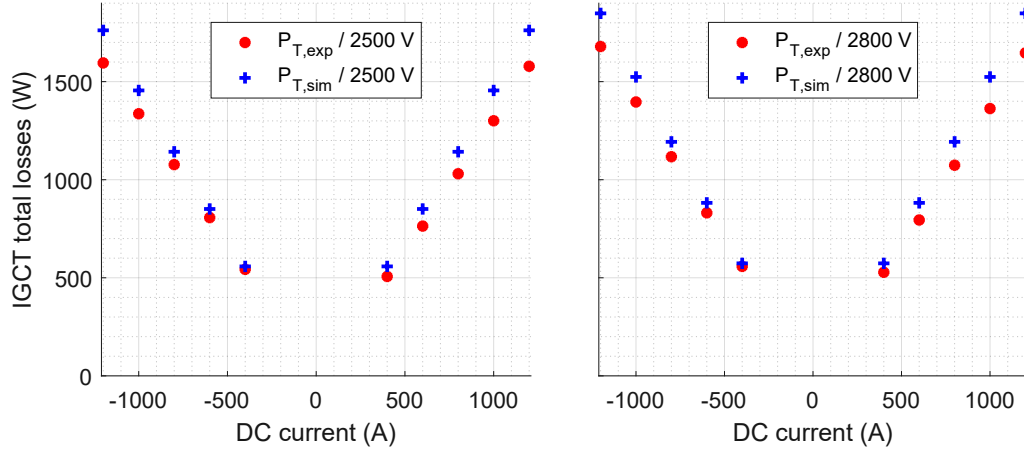 IGCT total losses (W)
1500
1000
500
0
-1000 -500 0 500 1000
DC current (A)
P_T,exp / 2500 V
P_T,sim / 2500 V
-1000 -500 0 500 1000
DC current (A)
P_T,exp / 2800 V
P_T,sim / 2800 V